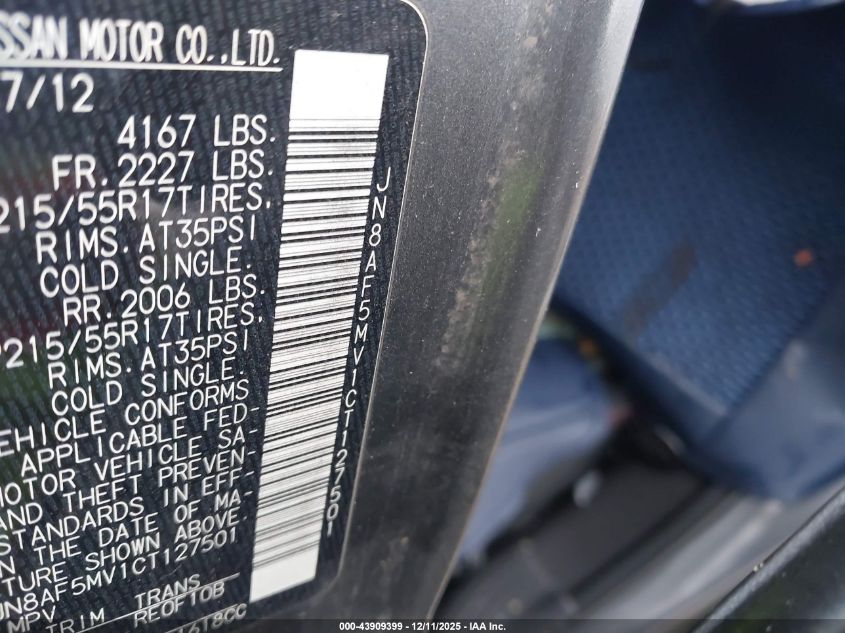 SSAN MOTOR CO.,LTD.
7/12
4167 LBS.
FR. 2227 LBS.
215/55R17TIRES.
RIMS. AT35PSI
COLD SINGLE.
RR. 2006 LBS.
P215/55R17TIRES.
RIMS. AT35PSI
COLD SINGLE.
EHICLE CONFORMS
APPLICABLE FED-
MOTOR VEHICLE SA-
AND THEFT PREVEN-
STANDARDS IN EFF-
N THE DATE OF MA-
TURE SHOWN ABOVE.
JN8AF5MV1CT127501
MPV
TRIM TRANS
REOFTOB
JN8AF5MV1CT127501
000-43909399 - 12/11/2025 - IAA Inc.